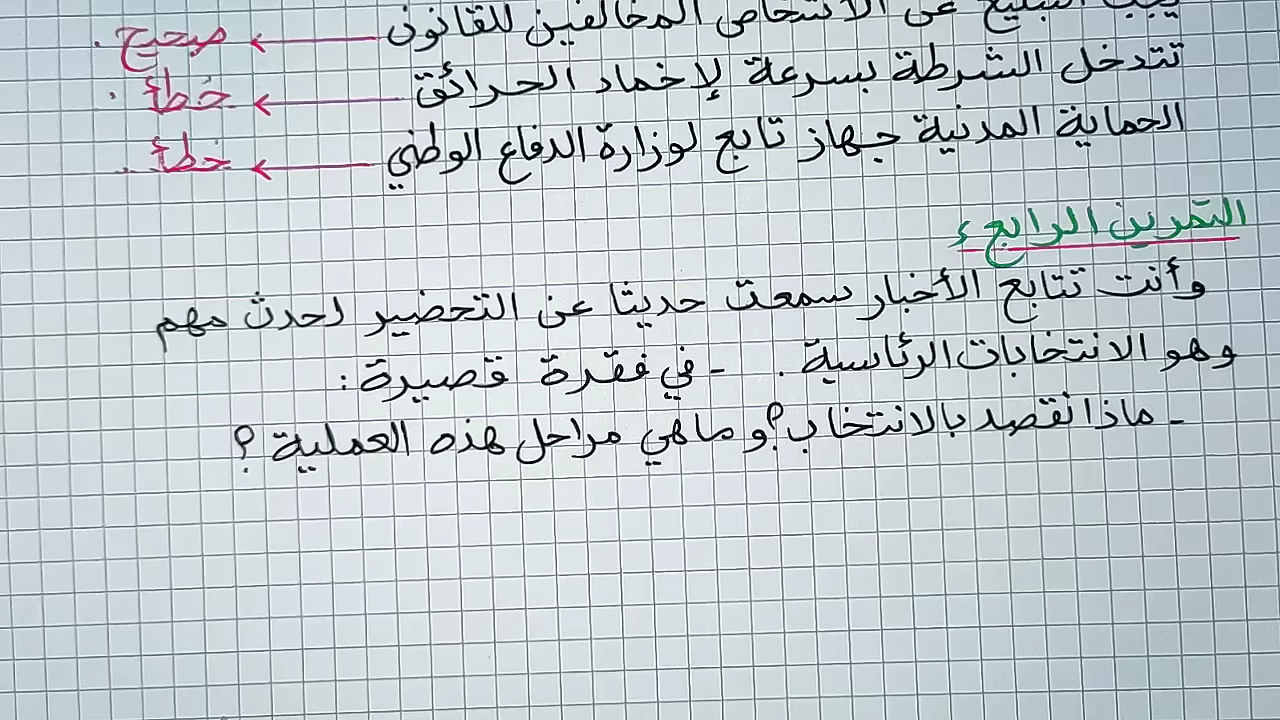 يجب التبليغ عن الأشخاص المخالفين للقانون ← صحيح .
تتدخل الشرطة بسرعة لإخماد الحرائق ← خطأ .
الحماية المدنية جهاز تابع لوزارة الدفاع الوطني ← خطأ ..
التمرين الرابع :
وأنت تتابع الأخبار سمعت حديثا عن التحضير لحدث مهم
وهو الانتخابات الرئاسية . - في فقرة قصيرة :
- ماذا نقصد بالانتخاب ؟ و ما هي مراحل هذه العملية ؟